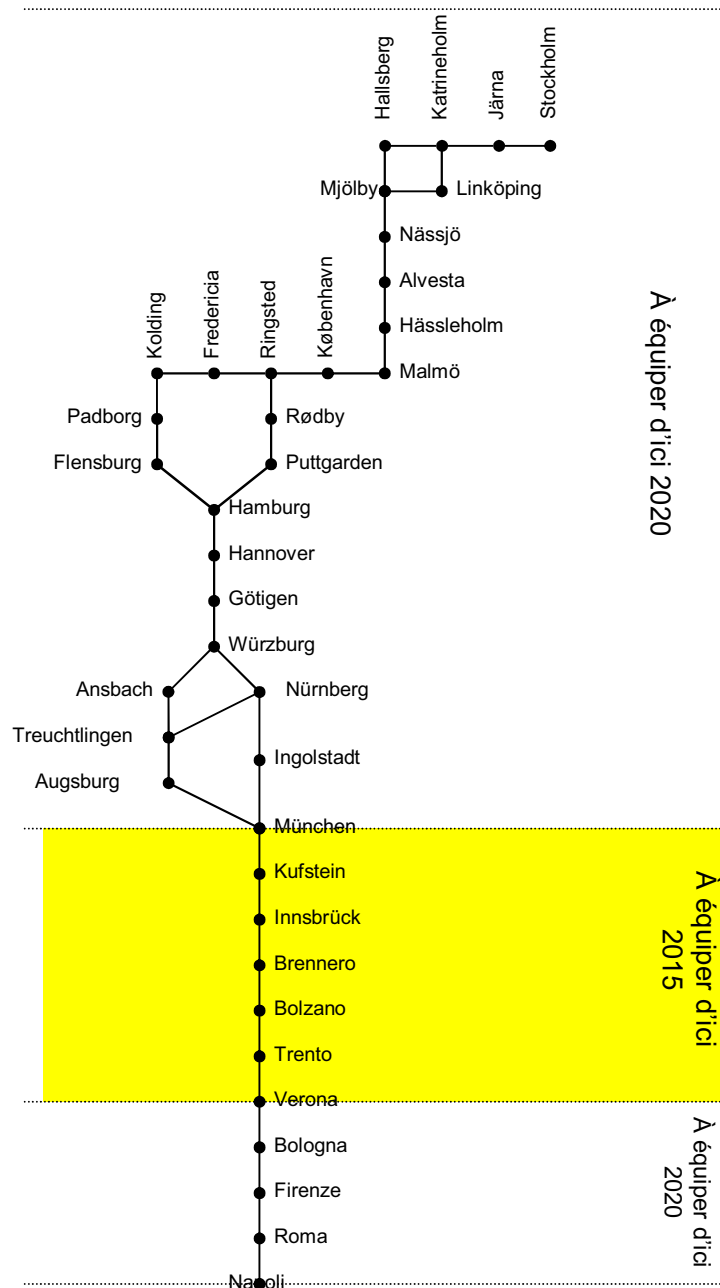 Hallsberg
Katrineholm
Järna
Stockholm
Mjölby
Linköping
Nässjö
Alvesta
Hässleholm
Malmö
Kolding
Fredericia
Ringsted
København
Padborg
Rødby
Flensburg
Puttgarden
Hamburg
Hannover
Götigen
Würzburg
Ansbach
Nürnberg
Treuchtlingen
Ingolstadt
Augsburg
München
Kufstein
Innsbrück
Brennero
Bolzano
Trento
Verona
Bologna
Firenze
Roma
Napoli
À équiper d'ici 2020
À équiper d'ici
2015
À équiper d'ici
2020